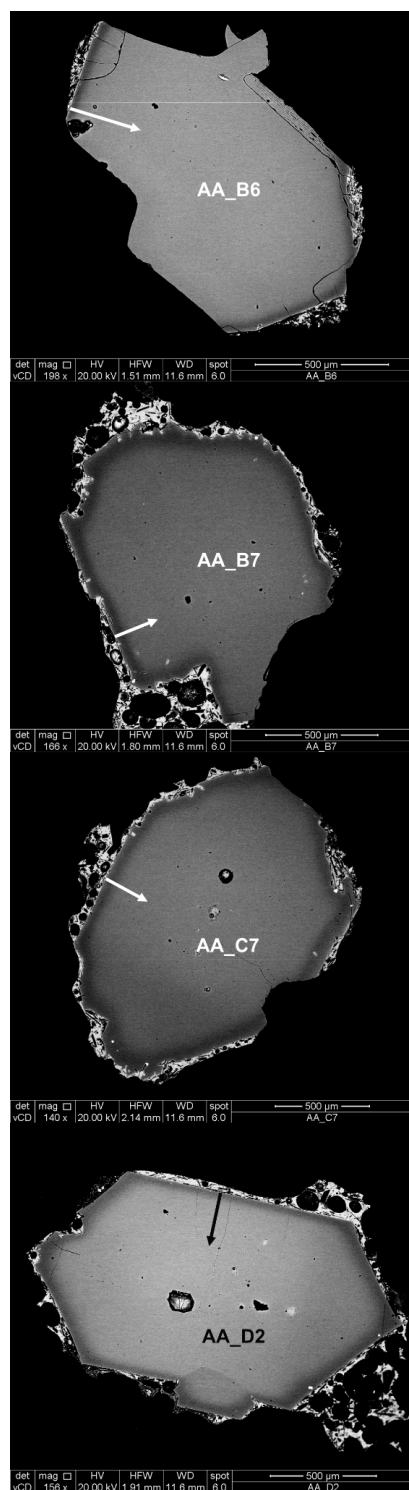 AA_B6
det mag HV HFW WD spot 500 µm
vCD 198 x 20.00 kV 1.51 mm 11.6 mm 6.0 AA_B6
AA_B7
det mag HV HFW WD spot 500 µm
vCD 166 x 20.00 kV 1.80 mm 11.6 mm 6.0 AA_B7
AA_C7
det mag HV HFW WD spot 500 µm
vCD 140 x 20.00 kV 2.14 mm 11.6 mm 6.0 AA_C7
AA_D2
det mag HV HFW WD spot 500 µm
vCD 156 x 20.00 kV 1.91 mm 11.6 mm 6.0 AA_D2